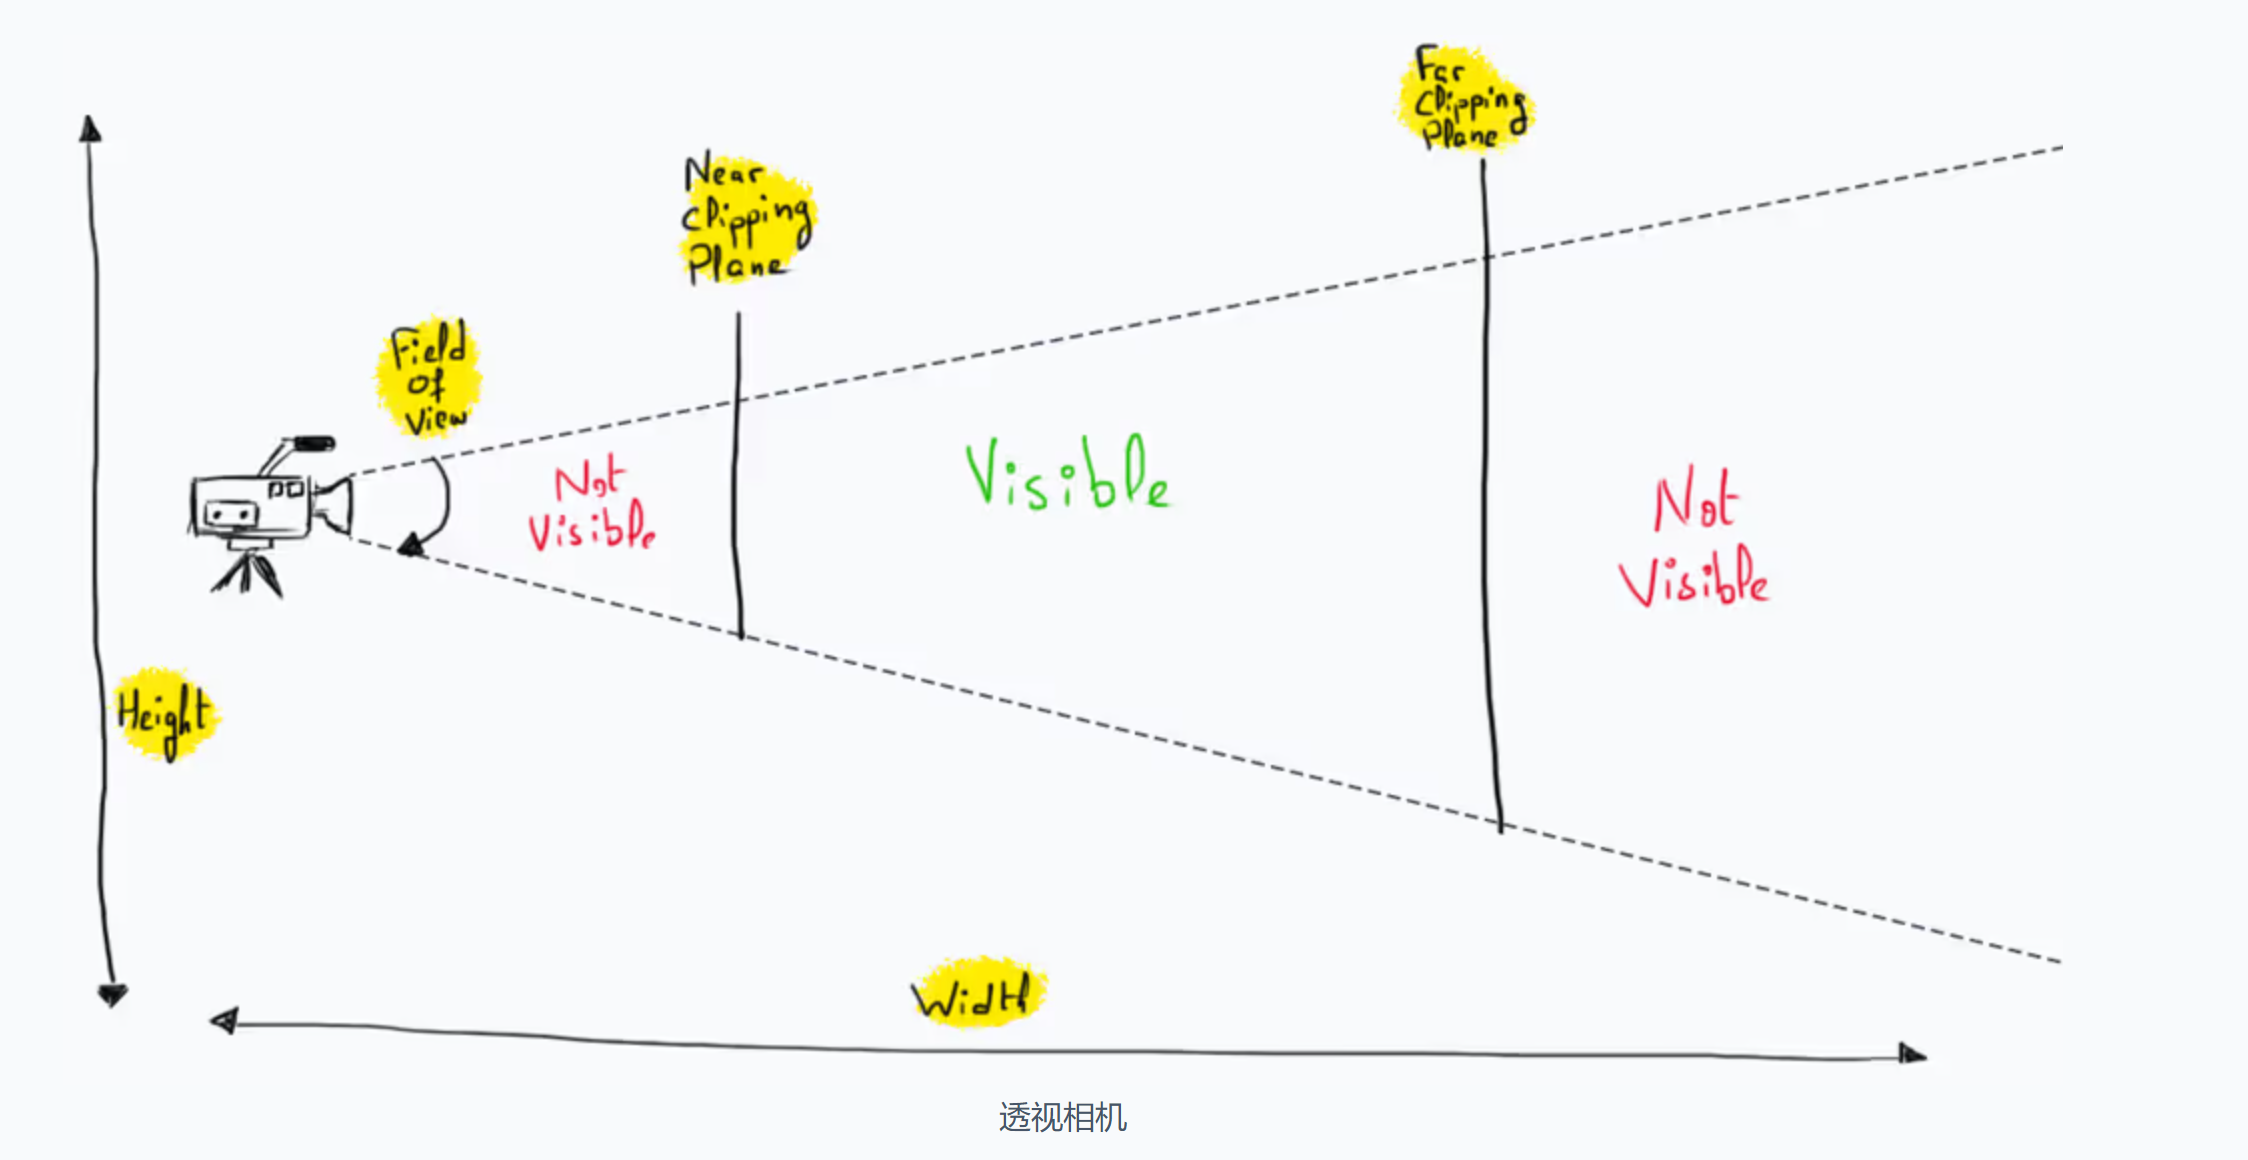 Far
Clipping
Plane
Near
Clipping
Plane
Field
Of
View
Not
Visible
Visible
Not
Visible
Height
Width
透视相机